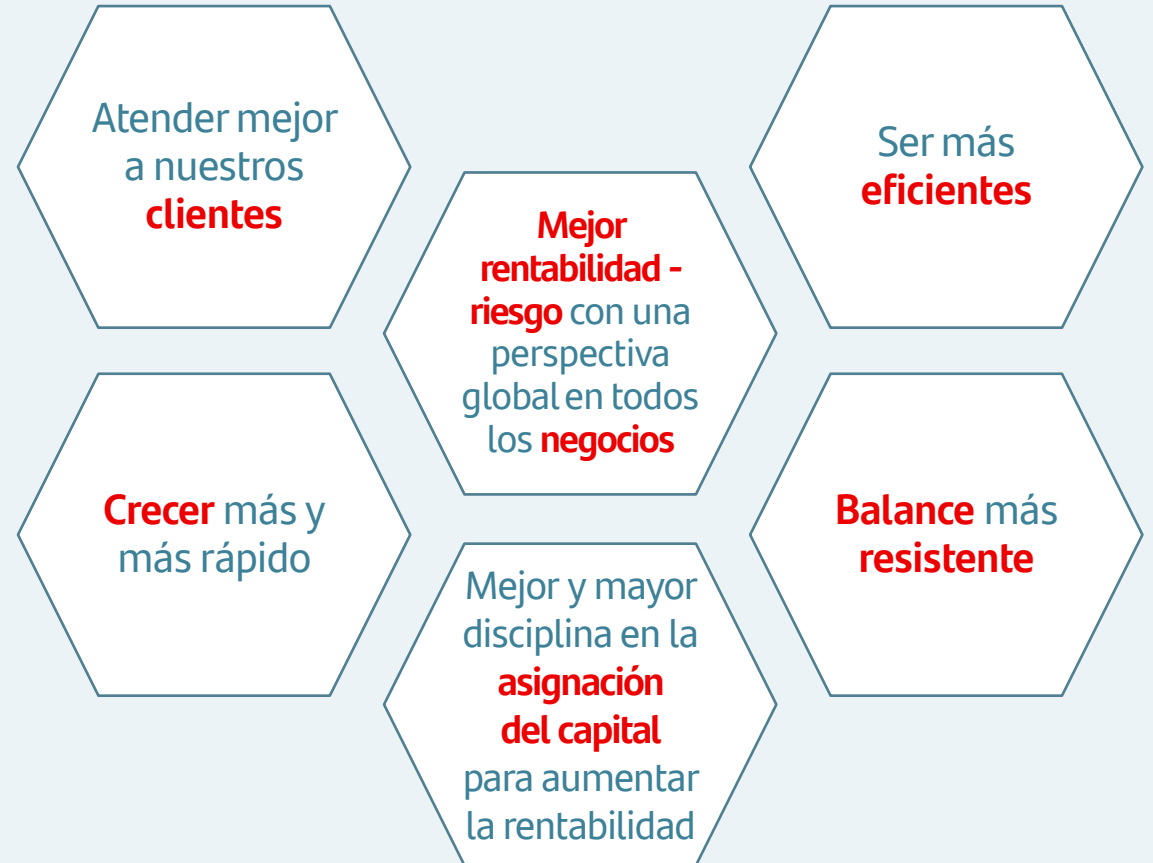 Atender mejor
a nuestros
clientes
Ser más
eficientes
Mejor
rentabilidad -
riesgo con una
perspectiva
global en todos
los negocios
Crecer más y
más rápido
Balance más
resistente
Mejor y mayor
disciplina en la
asignación
del capital
para aumentar
la rentabilidad